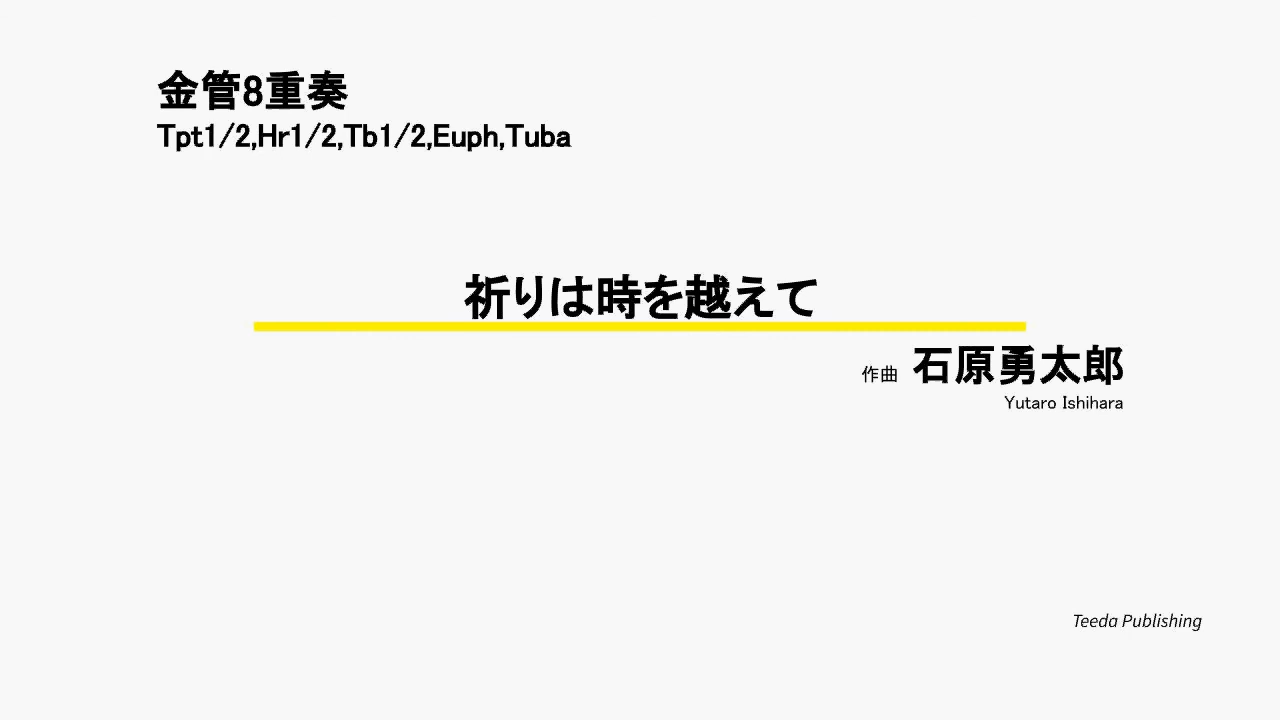 金管8重奏
Tpt1/2,Hr1/2,Tb1/2,Euph,Tuba
祈りは時を越えて
作曲 石原勇太郎
Yutaro Ishihara
Teeda Publishing